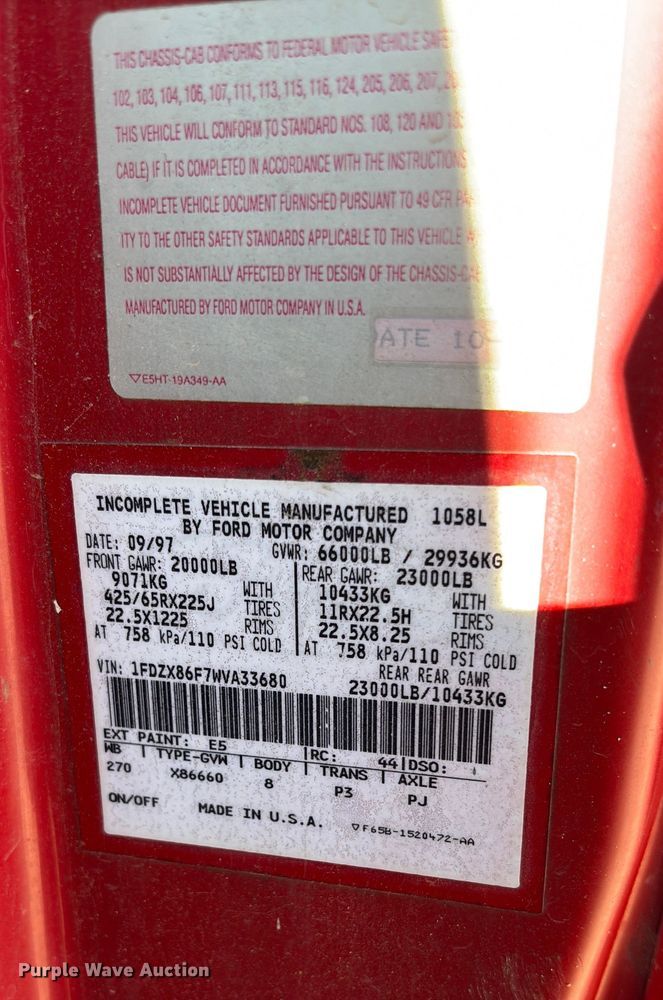 THIS CHASSIS-CAB CONFORMS TO FEDERAL MOTOR VEHICLE
102, 103, 104, 106, 107, 111, 113, 115, 116, 124, 205, 206, 207,
THIS VEHICLE WILL CONFORM TO STANDARD NOS. 108, 120 AND
CABLE) IF IT IS COMPLETED IN ACCORDANCE WITH THE INSTRUCTIONS
INCOMPLETE VEHICLE DOCUMENT FURNISHED PURSUANT TO 49 CFR
ITY TO THE OTHER SAFETY STANDARDS APPLICABLE TO THIS VEHICLE
IS NOT SUBSTANTIALLY AFFECTED BY THE DESIGN OF THE CHASSIS-
MANUFACTURED BY FORD MOTOR COMPANY IN U.S.A.
ATE 10-
▽E5HT-19A349-AA
INCOMPLETE VEHICLE MANUFACTURED 1058L
BY FORD MOTOR COMPANY
DATE: 09/97 GVWR: 66000LB / 29936KG
FRONT GAWR: 20000LB REAR GAWR: 23000LB
9071KG WITH 10433KG WITH
425/65RX225J TIRES 11RX22.5H TIRES
22.5X1225 RIMS 22.5X8.25 RIMS
AT 758 kPa/110 PSI COLD AT 758 kPa/110 PSI COLD
VIN: 1FDZX86F7WVA33680 REAR REAR GAWR
23000LB/10433KG
EXT PAINT: E5 RC: 44 DSO:
WB TYPE-GVW BODY TRANS AXLE
270 X86660 8 P3 PJ
ON/OFF MADE IN U.S.A. ▽F65B-1520472-AA
Purple Wave Auction